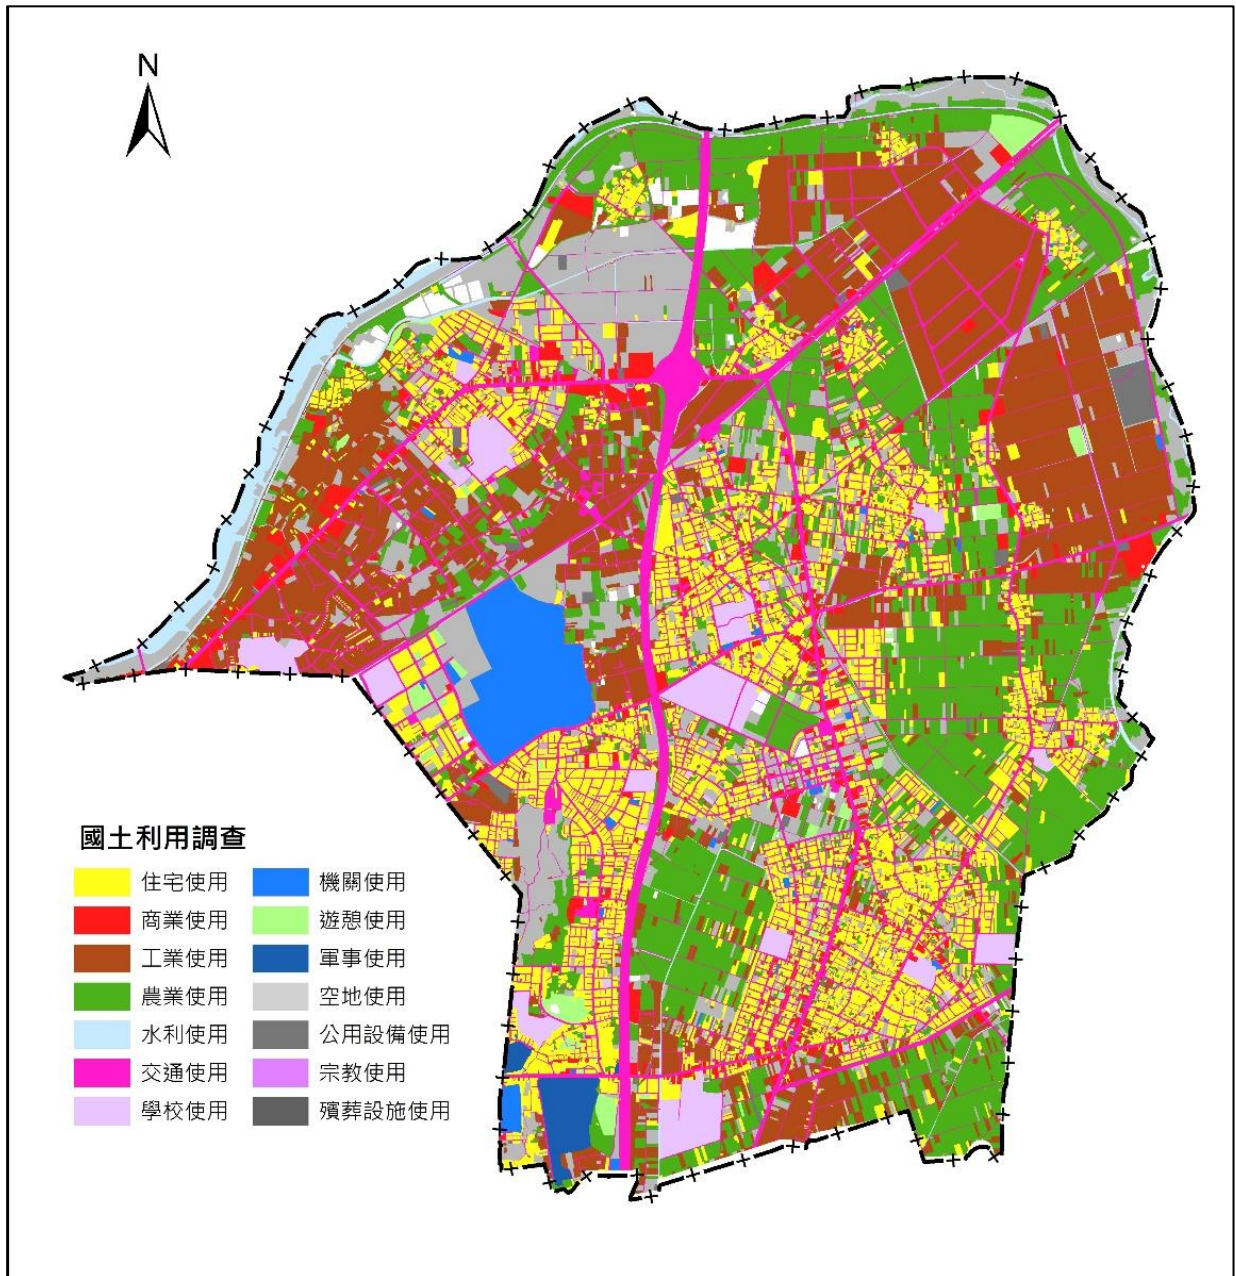 N
國土利用調查
住宅使用 機關使用
商業使用 遊憩使用
工業使用 軍事使用
農業使用 空地使用
水利使用 公用設備使用
交通使用 宗教使用
學校使用 殯葬設施使用